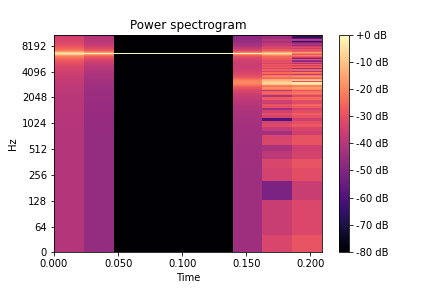 Power spectrogram
Hz
8192
4096
2048
1024
512
256
128
64
0
0.000
0.050
0.100
0.150
0.200
Time
+0 dB
-10 dB
-20 dB
-30 dB
-40 dB
-50 dB
-60 dB
-70 dB
-80 dB